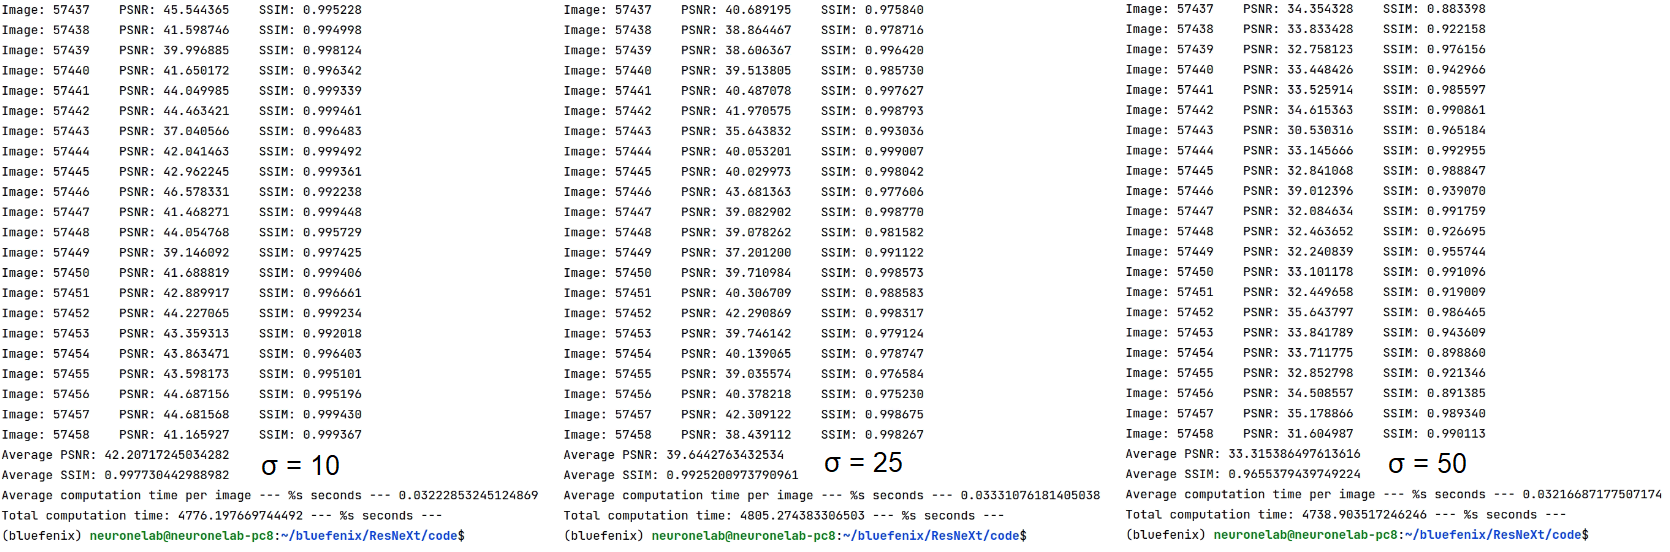 Image: 57437    PSNR: 45.544365    SSIM: 0.995228
Image: 57438    PSNR: 41.598746    SSIM: 0.994998
Image: 57439    PSNR: 39.996885    SSIM: 0.998124
Image: 57440    PSNR: 41.650172    SSIM: 0.996342
Image: 57441    PSNR: 44.049985    SSIM: 0.999339
Image: 57442    PSNR: 44.463421    SSIM: 0.999461
Image: 57443    PSNR: 37.040566    SSIM: 0.996483
Image: 57444    PSNR: 42.041463    SSIM: 0.999492
Image: 57445    PSNR: 42.962245    SSIM: 0.999361
Image: 57446    PSNR: 46.578331    SSIM: 0.992238
Image: 57447    PSNR: 41.468271    SSIM: 0.999448
Image: 57448    PSNR: 44.054768    SSIM: 0.995729
Image: 57449    PSNR: 39.146092    SSIM: 0.997425
Image: 57450    PSNR: 41.688819    SSIM: 0.999406
Image: 57451    PSNR: 42.889917    SSIM: 0.996661
Image: 57452    PSNR: 44.227065    SSIM: 0.999234
Image: 57453    PSNR: 43.359313    SSIM: 0.992018
Image: 57454    PSNR: 43.863471    SSIM: 0.996403
Image: 57455    PSNR: 43.598173    SSIM: 0.995101
Image: 57456    PSNR: 44.687156    SSIM: 0.995196
Image: 57457    PSNR: 44.681568    SSIM: 0.999430
Image: 57458    PSNR: 41.165927    SSIM: 0.999367
Average PSNR: 42.20717245034282
Average SSIM: 0.997730442988982
σ = 10
Average computation time per image --- %s seconds --- 0.03222853245124869
Total computation time: 4776.197669744492 --- %s seconds ---
(bluefenix) neuronelab@neuronelab-pc8:~/bluefenix/ResNeXt/code$
Image: 57437    PSNR: 40.689195    SSIM: 0.975840
Image: 57438    PSNR: 38.864467    SSIM: 0.978716
Image: 57439    PSNR: 38.606367    SSIM: 0.996420
Image: 57440    PSNR: 39.513805    SSIM: 0.985730
Image: 57441    PSNR: 40.487078    SSIM: 0.997627
Image: 57442    PSNR: 41.970575    SSIM: 0.998793
Image: 57443    PSNR: 35.643832    SSIM: 0.993036
Image: 57444    PSNR: 40.053201    SSIM: 0.999007
Image: 57445    PSNR: 40.029973    SSIM: 0.998042
Image: 57446    PSNR: 43.681363    SSIM: 0.977606
Image: 57447    PSNR: 39.082902    SSIM: 0.998770
Image: 57448    PSNR: 39.078262    SSIM: 0.981582
Image: 57449    PSNR: 37.201200    SSIM: 0.991122
Image: 57450    PSNR: 39.710984    SSIM: 0.998573
Image: 57451    PSNR: 40.306709    SSIM: 0.988583
Image: 57452    PSNR: 42.290869    SSIM: 0.998317
Image: 57453    PSNR: 39.746142    SSIM: 0.979124
Image: 57454    PSNR: 40.139065    SSIM: 0.978747
Image: 57455    PSNR: 39.035574    SSIM: 0.976584
Image: 57456    PSNR: 40.378218    SSIM: 0.975230
Image: 57457    PSNR: 42.309122    SSIM: 0.998675
Image: 57458    PSNR: 38.439112    SSIM: 0.998267
Average PSNR: 39.6442763432534
Average SSIM: 0.9925200973790961
σ = 25
Average computation time per image --- %s seconds --- 0.03331076181405038
Total computation time: 4805.274383306503 --- %s seconds ---
(bluefenix) neuronelab@neuronelab-pc8:~/bluefenix/ResNeXt/code$
Image: 57437    PSNR: 34.354328    SSIM: 0.883398
Image: 57438    PSNR: 33.833428    SSIM: 0.922158
Image: 57439    PSNR: 32.758123    SSIM: 0.976156
Image: 57440    PSNR: 33.448426    SSIM: 0.942966
Image: 57441    PSNR: 33.525914    SSIM: 0.985597
Image: 57442    PSNR: 34.615363    SSIM: 0.990861
Image: 57443    PSNR: 30.530316    SSIM: 0.965184
Image: 57444    PSNR: 33.145666    SSIM: 0.992955
Image: 57445    PSNR: 32.841068    SSIM: 0.988847
Image: 57446    PSNR: 39.012396    SSIM: 0.939070
Image: 57447    PSNR: 32.084634    SSIM: 0.991759
Image: 57448    PSNR: 32.463652    SSIM: 0.926695
Image: 57449    PSNR: 32.240839    SSIM: 0.955744
Image: 57450    PSNR: 33.101178    SSIM: 0.991096
Image: 57451    PSNR: 32.449658    SSIM: 0.919009
Image: 57452    PSNR: 35.643797    SSIM: 0.986465
Image: 57453    PSNR: 33.841789    SSIM: 0.943609
Image: 57454    PSNR: 33.711775    SSIM: 0.898860
Image: 57455    PSNR: 32.852798    SSIM: 0.921346
Image: 57456    PSNR: 34.508557    SSIM: 0.891385
Image: 57457    PSNR: 35.178866    SSIM: 0.989340
Image: 57458    PSNR: 31.604987    SSIM: 0.990113
Average PSNR: 33.315386497613616
Average SSIM: 0.9655379439749224
σ = 50
Average computation time per image --- %s seconds --- 0.03216687177507174
Total computation time: 4738.903517246246 --- %s seconds ---
(bluefenix) neuronelab@neuronelab-pc8:~/bluefenix/ResNeXt/code$